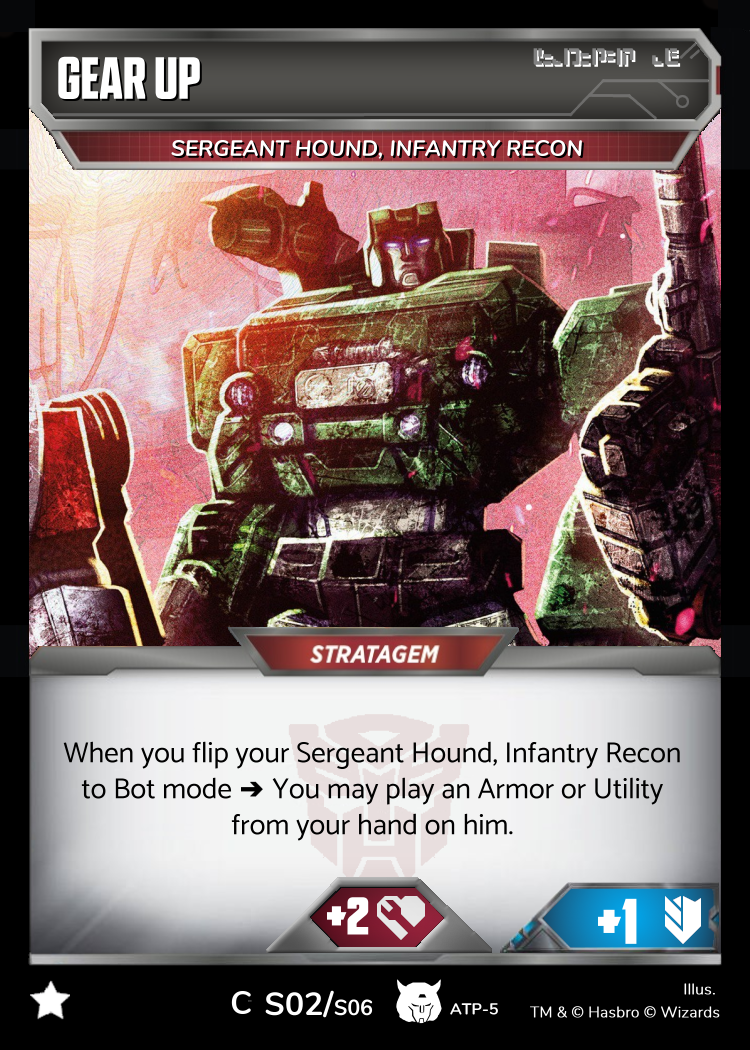 GEAR UP
SERGEANT HOUND, INFANTRY RECON
STRATAGEM
When you flip your Sergeant Hound, Infantry Recon
to Bot mode ➔ You may play an Armor or Utility
from your hand on him.
+2
+1
C S02/S06
ATP-5
Illus.
TM & © Hasbro © Wizards